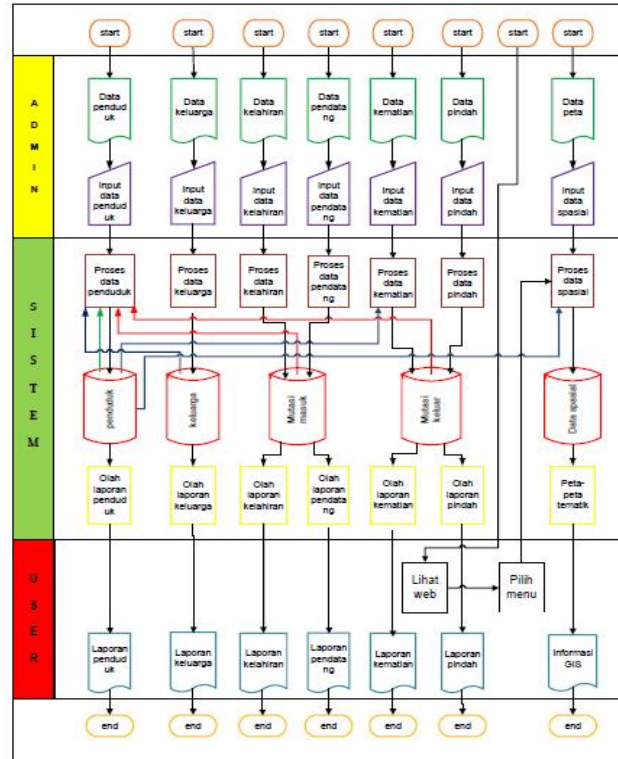 start start start start start start start start
ADMIN
Data
pendud
uk
Data
keluarga
Data
kelahiran
Data
pendata
ng
Data
kematian
Data
pindah
Data
peta
Input
data
pendud
uk
Input
data
keluarga
Input
data
kelahiran
Input
data
pendatang
Input
data
kematian
Input
data
pindah
Input
data
spasial
SISTEM
Proses
data
penduduk
Proses
data
keluarga
Proses
data
kelahiran
Proses
data
pendatang
Proses
data
kematian
Proses
data
pindah
Proses
data
spasial
penduduk
keluarga
Mutasi
masuk
Mutasi
keluar
Data spasial
Olah
laporan
pendud
uk
Olah
laporan
keluarga
Olah
laporan
kelahiran
Olah
laporan
pendata
ng
Olah
laporan
kematian
Olah
laporan
pindah
Peta-
peta
tematik
USER
Lihat
web
Pilih
menu
Laporan
pendud
uk
Laporan
keluarga
Laporan
kelahiran
Laporan
pendata
ng
Laporan
kematian
Laporan
pindah
Informasi
GIS
end end end end end end end